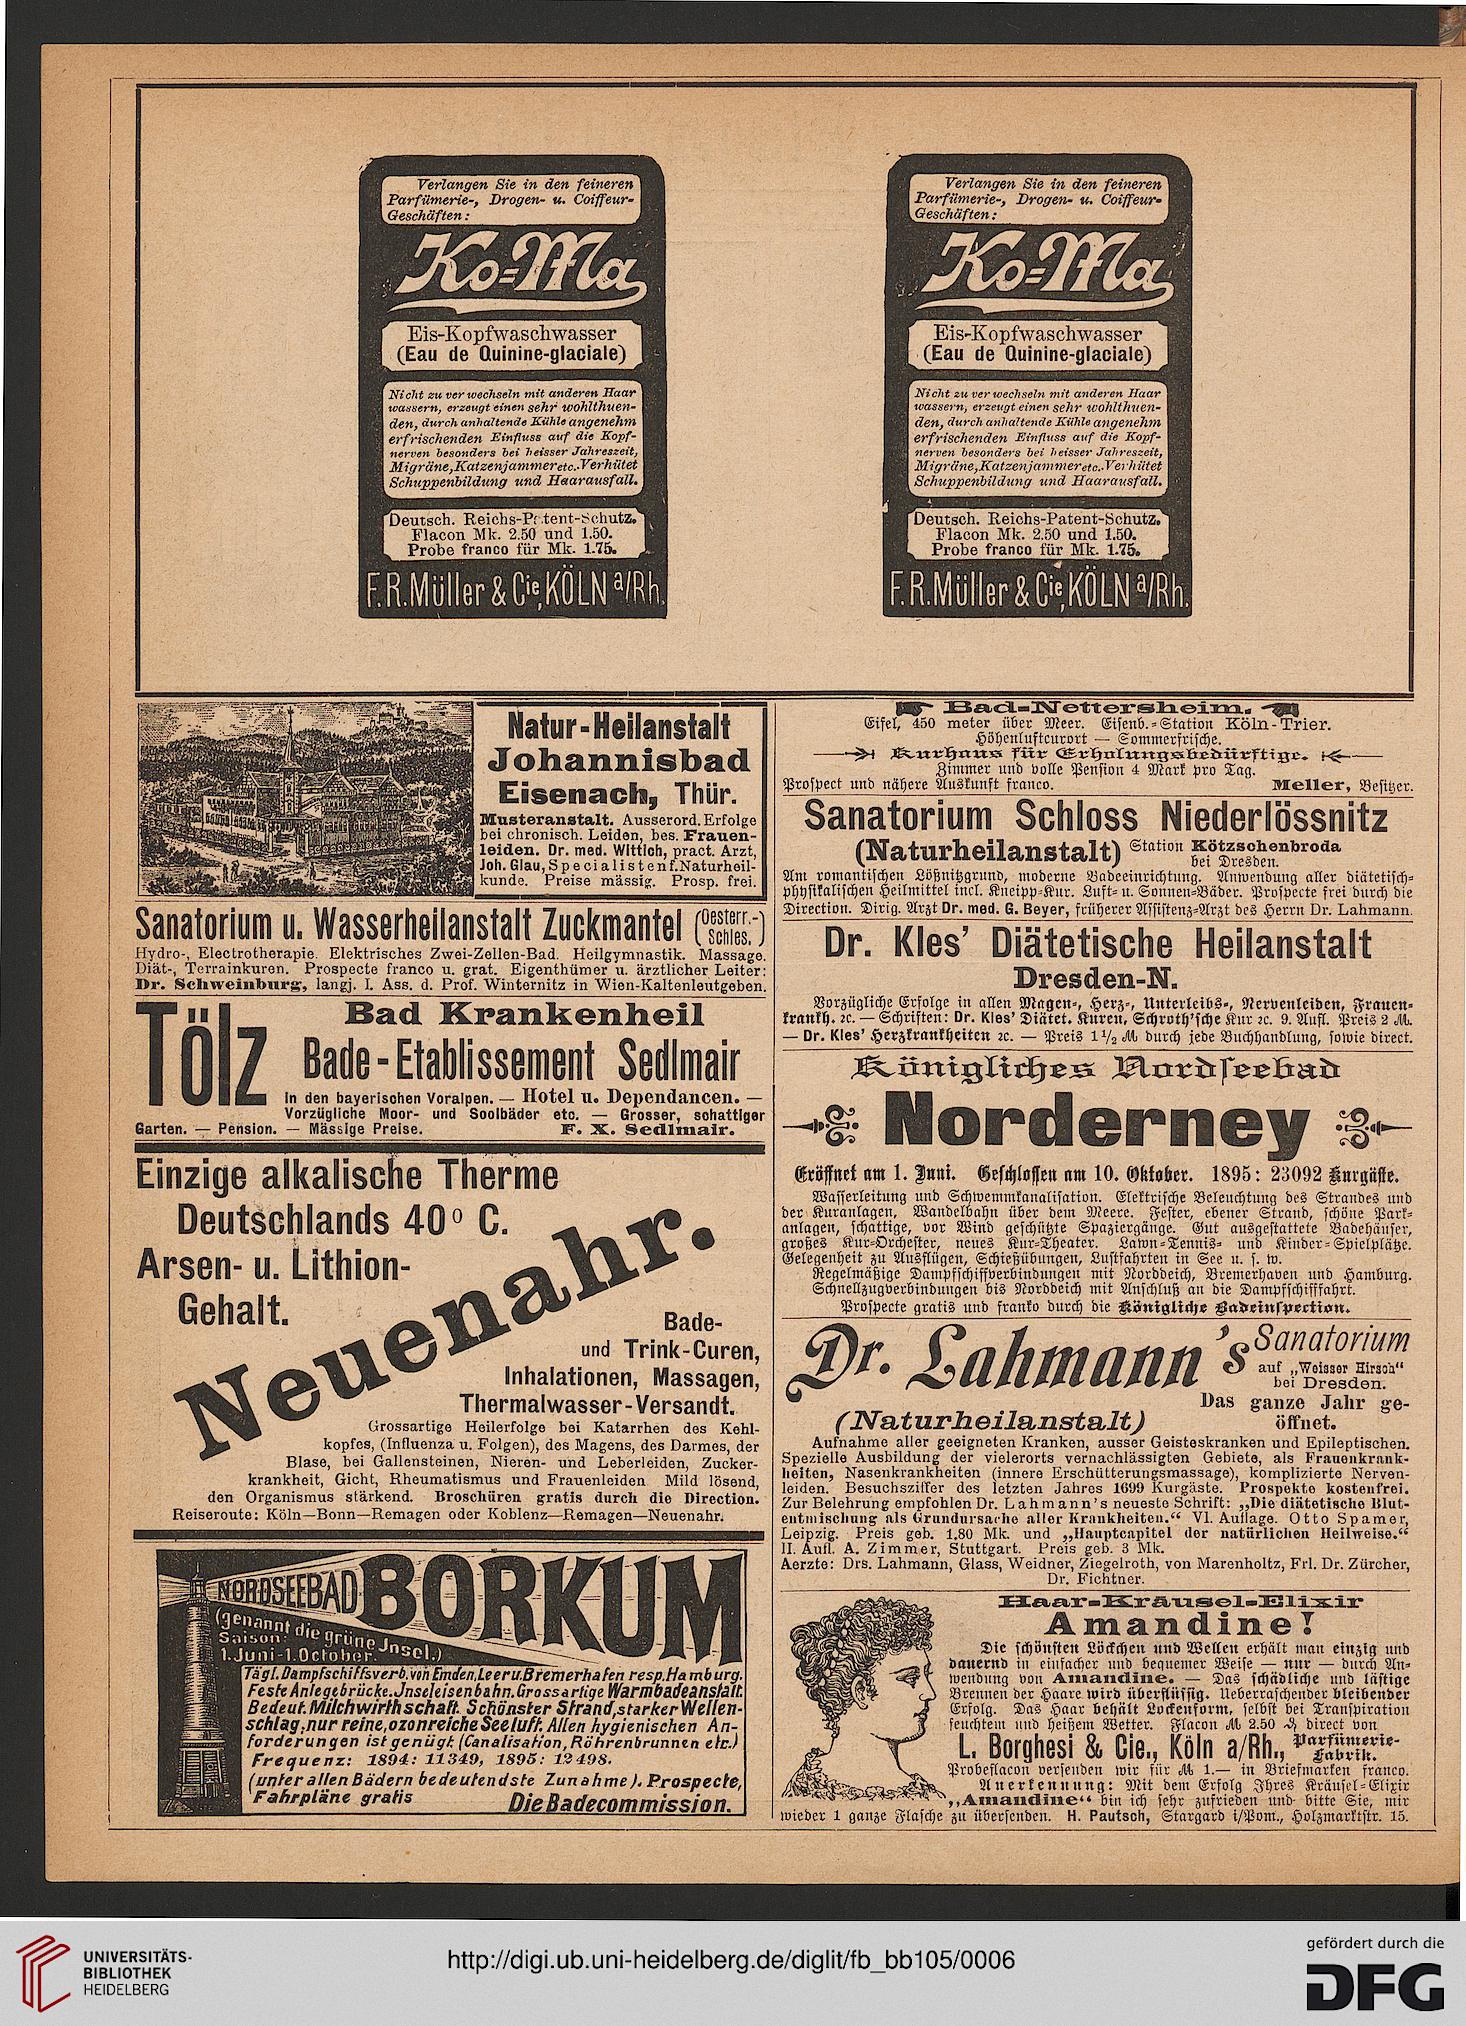 Verlangen Sie in den feineren
Parfümerie-, Drogen- u. Coiffeur-
Geschäften:
Ko-Ma
Eis-Kopfwaschwasser
(Eau de Quinine-glaciale)
Nicht zu verwechseln mit anderen Haar
wassern, erzeugt einen sehr wohlthuen-
den, durch anhaltende Kühle angenehm
erfrischenden Einfluss auf die Kopf-
nerven besonders bei heisser Jahreszeit,
Migräne, Katzenjammer etc. Verhütet
Schuppenbildung und Haarausfall.
Deutsch. Reichs-Patent-Schutz.
Flacon Mk. 2.50 und 1.50.
Probe franco für Mk. 1.75.
F. R. Müller & Cie, KÖLN a/Rh.
Verlangen Sie in den feineren
Parfümerie-, Drogen- u. Coiffeur-
Geschäften:
Ko-Ma
Eis-Kopfwaschwasser
(Eau de Quinine-glaciale)
Nicht zu verwechseln mit anderen Haar
wassern, erzeugt einen sehr wohlthuen-
den, durch anhaltende Kühle angenehm
erfrischenden Einfluss auf die Kopf-
nerven besonders bei heisser Jahreszeit,
Migräne, Katzenjammer etc.. Verhütet
Schuppenbildung und Haarausfall.
Deutsch. Reichs-Patent-Schutz.
Flacon Mk. 2.50 und 1.50.
Probe franco für Mk. 1.75.
F. R. Müller & Cie, KÖLN a/Rh.
Natur-Heilanstalt
Johannisbad
Eisenach, Thür.
Musteranstalt. Ausserord. Erfolge
bei chronisch. Leiden, bes. Frauen-
leiden. Dr. med. Wittich, pract. Arzt,
Joh. Glau, Specialisten f. Naturheil-
kunde. Preise mässig. Prosp. frei.
Sanatorium u. Wasserheilanstalt Zuckmantel (Oesterr.-
Schles.)
Hydro-, Electrotherapie. Elektrisches Zwei-Zellen-Bad. Heilgymnastik. Massage.
Diät-, Terrainkuren. Prospecte franco u. grat. Eigenthümer u. ärztlicher Leiter:
Dr. Schweinburg, langj. I. Ass. d. Prof. Winternitz in Wien-Kaltenleutgeben.
Tölz
Bad Krankenheil
Bade-Etablissement Sedlmair
in den bayerischen Voralpen. — Hotel u. Dependancen. —
Vorzügliche Moor- und Soolbäder etc. — Grosser, schattiger
Garten. — Pension. — Mässige Preise. F. X. Sedlmair.
Einzige alkalische Therme
Deutschlands 40° C.
Arsen- u. Lithion-
Gehalt.
Neuenahr.
Bade-
und Trink-Curen,
Inhalationen, Massagen,
Thermalwasser-Versandt.
Grossartige Heilerfolge bei Katarrhen des Kehl-
kopfes, (Influenza u. Folgen), des Magens, des Darmes, der
Blase, bei Gallensteinen, Nieren- und Leberleiden, Zucker-
krankheit, Gicht, Rheumatismus und Frauenleiden Mild lösend,
den Organismus stärkend. Broschüren gratis durch die Direction.
Reiseroute: Köln—Bonn—Remagen oder Koblenz—Remagen—Neuenahr.
NORDSEEBAD BORKUM
(genannt die grüne Jnsel.)
Saison:
1. Juni - 1. October.
Tägl. Dampfschiffsverb. von Emden, Leer u. Bremerhafen resp. Hamburg.
Feste Anlegebrücke. Jnseleisenbahn. Grossartige Warmbadeanstalt.
Bedeut. Milchwirthschaft. Schönster Strand, starker Wellen-
schlag, nur reine, ozonreiche Seeluft. Allen hygienischen An-
forderungen ist genügt. (Canalisation, Röhrenbrunnen etc.)
Frequenz: 1894: 11349, 1895: 12498.
(unter allen Bädern bedeutendste Zunahme). Prospecte,
Fahrpläne gratis
Die Badecommission.
Bad-Nettersheim.
Eifel, 450 meter über Meer. Eisenb.-Station Köln-Trier.
Höhenluftcurort — Sommerfrische.
Kurhaus für Erholungsbedürftige.
Zimmer und volle Pension 4 Mark pro Tag.
Prospect und nähere Auskunft franco. Meller, Besitzer.
Sanatorium Schloss Niederlössnitz
(Naturheilanstalt) Station Kötzschenbroda
bei Dresden.
Am romantischen Lößnitzgrund, moderne Badeeinrichtung. Anwendung aller diätetisch-
physikalischen Heilmittel incl. Kneipp-Kur. Luft- u. Sonnen-Bäder. Prospecte frei durch die
Direction. Dirig. Arzt Dr. med. G. Beyer, früherer Assistenz-Arzt des Herrn Dr. Lahmann.
Dr. Kles' Diätetische Heilanstalt
Dresden-N.
Vorzügliche Erfolge in allen Magen-, Herz-, Unterleibs-, Nervenleiden, Frauen-
krankh. ꝛc. — Schriften: Dr. Kles' Diätet. Kuren, Schroth'sche Kur ꝛc. 9. Aufl. Preis 2 ℳ.
— Dr. Kles' Herzkrankheiten ꝛc. — Preis 1½ ℳ durch jede Buchhandlung, sowie direct.
Königliches Nordseebad
Norderney
Eröffnet am 1. Juni. Geschlossen am 10. Oktober. 1895: 23092 Kurgäste.
Wasserleitung und Schwemmkanalisation. Elektrische Beleuchtung des Strandes und
der Kuranlagen, Wandelbahn über dem Meere. Fester, ebener Strand, schöne Park-
anlagen, schattige, vor Wind geschützte Spaziergänge. Gut ausgestattete Badehäuser,
großes Kur-Orchester, neues Kur-Theater. Lawn-Tennis- und Kinder-Spielplätze.
Gelegenheit zu Ausflügen, Schießübungen, Lustfahrten in See u. s. w.
Regelmäßige Dampfschiffverbindungen mit Norddeich, Bremerhaven und Hamburg.
Schnellzugverbindungen bis Norddeich mit Anschluß an die Dampfschifffahrt.
Prospecte gratis und franko durch die Königliche Badeinspection.
Dr. Lahmann's Sanatorium
auf „Weisser Hirsch“
bei Dresden.
(Naturheilanstalt) Das ganze Jahr ge-
öffnet.
Aufnahme aller geeigneten Kranken, ausser Geisteskranken und Epileptischen.
Spezielle Ausbildung der vielerorts vernachlässigten Gebiete, als Frauenkrank-
heiten, Nasenkrankheiten (innere Erschütterungsmassage), komplizierte Nerven-
leiden. Besuchsziffer des letzten Jahres 1699 Kurgäste. Prospekte kostenfrei.
Zur Belehrung empfohlen Dr. Lahmann's neueste Schrift: „Die diätetische Blut-
entmischung als Grundursache aller Krankheiten.“ VI. Auflage. Otto Spamer,
Leipzig. Preis geb. 1,80 Mk. und „Hauptcapitel der natürlichen Heilweise.“
II. Aufl. A. Zimmer, Stuttgart. Preis geb. 3 Mk.
Aerzte: Drs. Lahmann, Glass, Weidner, Ziegelroth, von Marenholtz, Frl. Dr. Zürcher,
Dr. Fichtner.
Haar-Kräusel-Elixir
Amandine!
Die schönsten Löckchen und Wellen erhält man einzig und
dauernd in einfacher und bequemer Weise — nur — durch An-
wendung von Amandine. — Das schädliche und lästige
Brennen der Haare wird überflüssig. Ueberraschender bleibender
Erfolg. Das Haar behält Lockenform, selbst bei Transpiration
feuchtem und heißem Wetter. Flacon ℳ 2.50 ₰ direct von
L. Borghesi & Cie., Köln a/Rh., Parfümerie-
Fabrik.
Probeflacon versenden wir für ℳ 1.— in Briefmarken franco.
Anerkennung: Mit dem Erfolg Ihres Kräusel-Elixir
„Amandine“ bin ich sehr zufrieden und bitte Sie, mir
wieder 1 ganze Flasche zu übersenden. H. Pautsch, Stargard i/Pom., Holzmarktstr. 15.
UNIVERSITÄTS-
BIBLIOTHEK
HEIDELBERG
http://digi.ub.uni-heidelberg.de/diglit/fb_bb105/0006
gefördert durch die
DFG